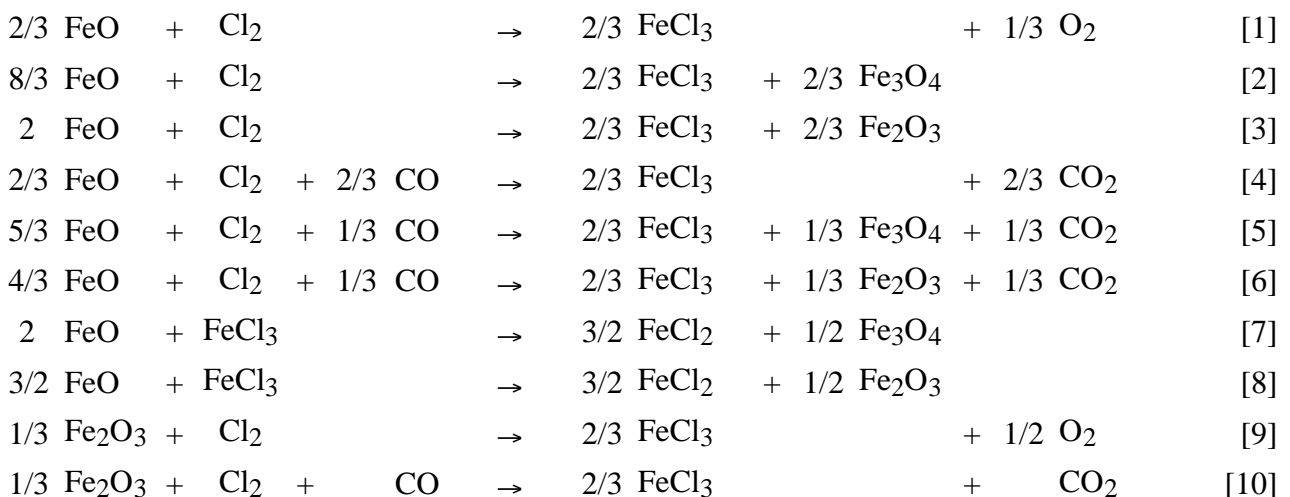 2/3 FeO + Cl₂ → 2/3 FeCl₃ + 1/3 O₂ [1]
8/3 FeO + Cl₂ → 2/3 FeCl₃ + 2/3 Fe₃O₄ [2]
2 FeO + Cl₂ → 2/3 FeCl₃ + 2/3 Fe₂O₃ [3]
2/3 FeO + Cl₂ + 2/3 CO → 2/3 FeCl₃ + 2/3 CO₂ [4]
5/3 FeO + Cl₂ + 1/3 CO → 2/3 FeCl₃ + 1/3 Fe₃O₄ + 1/3 CO₂ [5]
4/3 FeO + Cl₂ + 1/3 CO → 2/3 FeCl₃ + 1/3 Fe₂O₃ + 1/3 CO₂ [6]
2 FeO + FeCl₃ → 3/2 FeCl₂ + 1/2 Fe₃O₄ [7]
3/2 FeO + FeCl₃ → 3/2 FeCl₂ + 1/2 Fe₂O₃ [8]
1/3 Fe₂O₃ + Cl₂ → 2/3 FeCl₃ + 1/2 O₂ [9]
1/3 Fe₂O₃ + Cl₂ + CO → 2/3 FeCl₃ + CO₂ [10]